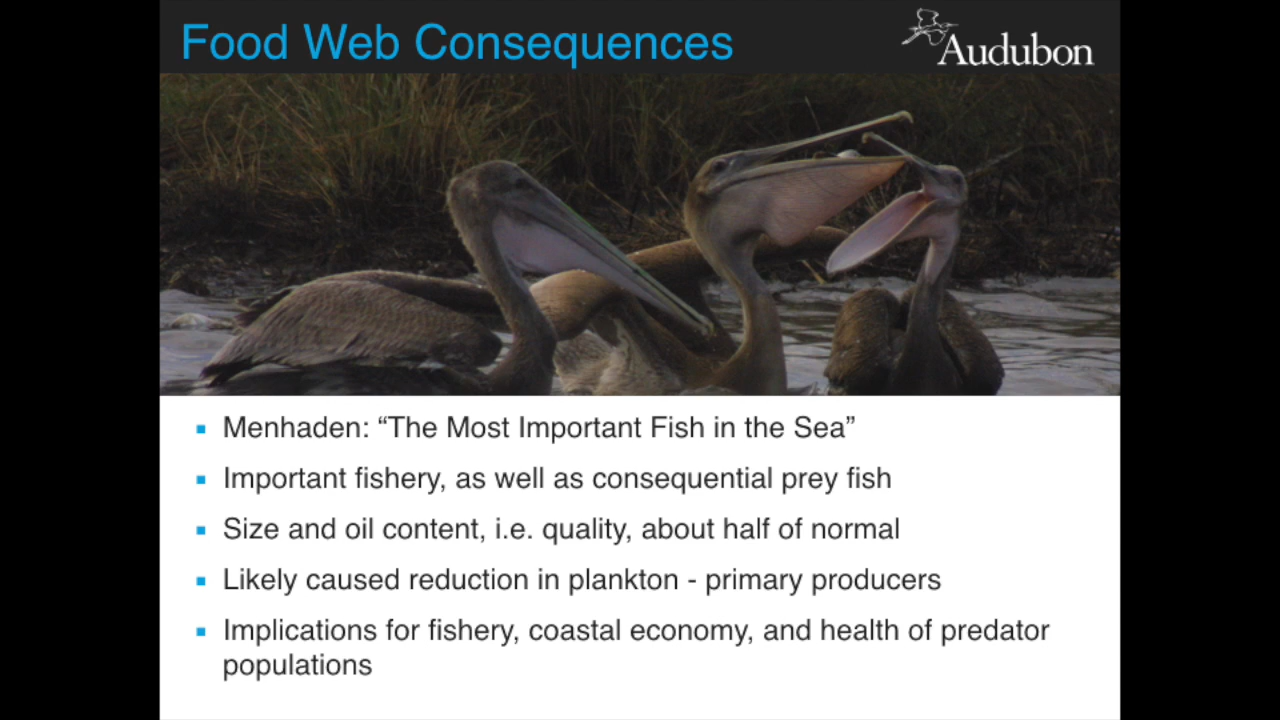 Food Web Consequences
Audubon
Menhaden: “The Most Important Fish in the Sea”
Important fishery, as well as consequential prey fish
Size and oil content, i.e. quality, about half of normal
Likely caused reduction in plankton - primary producers
Implications for fishery, coastal economy, and health of predator
populations